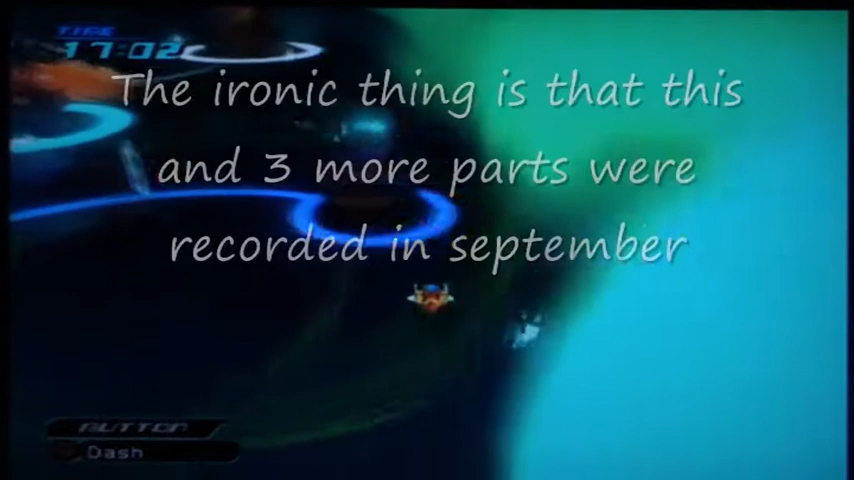 TIME
17:02
The ironic thing is that this
and 3 more parts were
recorded in september
BUTTON
Dash